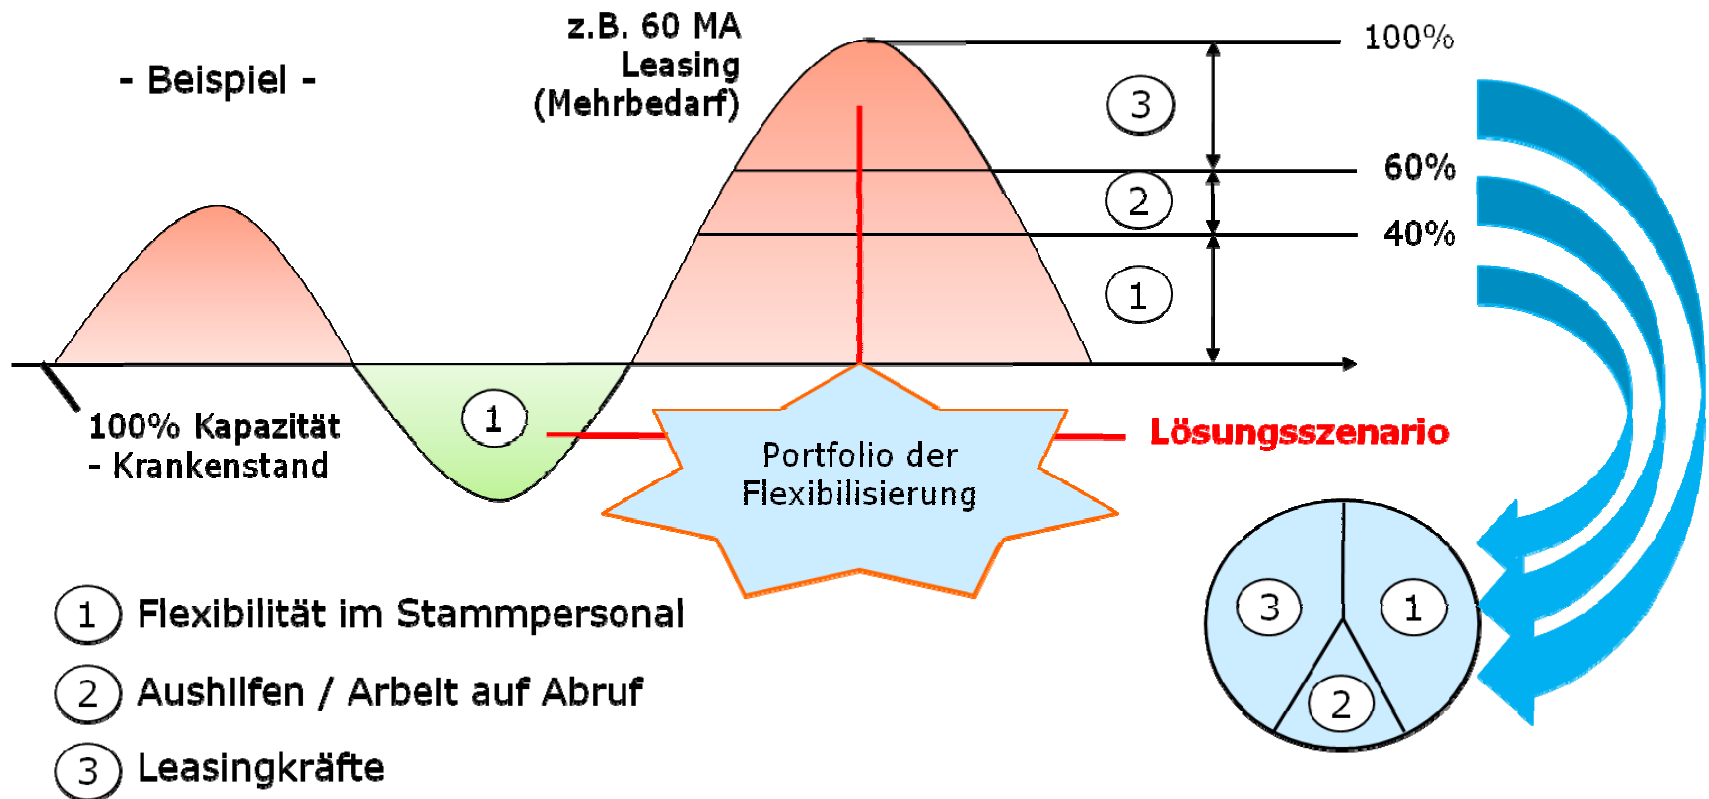 - Beispiel -
z.B. 60 MA
Leasing
(Mehrbedarf)
100%
3
60%
2
40%
1
1
100% Kapazität
- Krankenstand
Lösungsszenario
Portfolio der
Flexibilisierung
1 Flexibilität im Stammpersonal
2 Aushilfen / Arbeit auf Abruf
3 Leasingkräfte
3
1
2